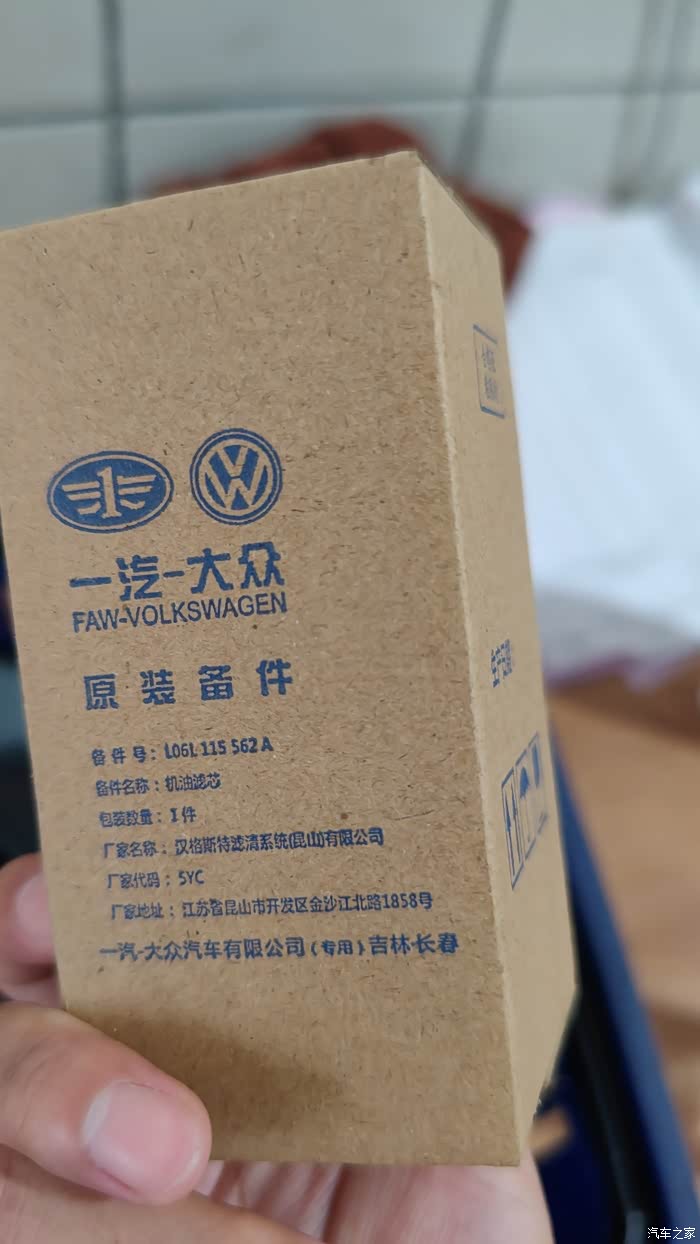 一汽-大众
FAW-VOLKSWAGEN
原装备件
备件号：L06L 115 562 A
备件名称：机油滤芯
包装数量：1件
厂家名称：汉格斯特滤清系统(昆山)有限公司
厂家代码：5YC
厂家地址：江苏省昆山市开发区金沙江北路1858号
一汽-大众汽车有限公司(专用)吉林长春
汽车之家